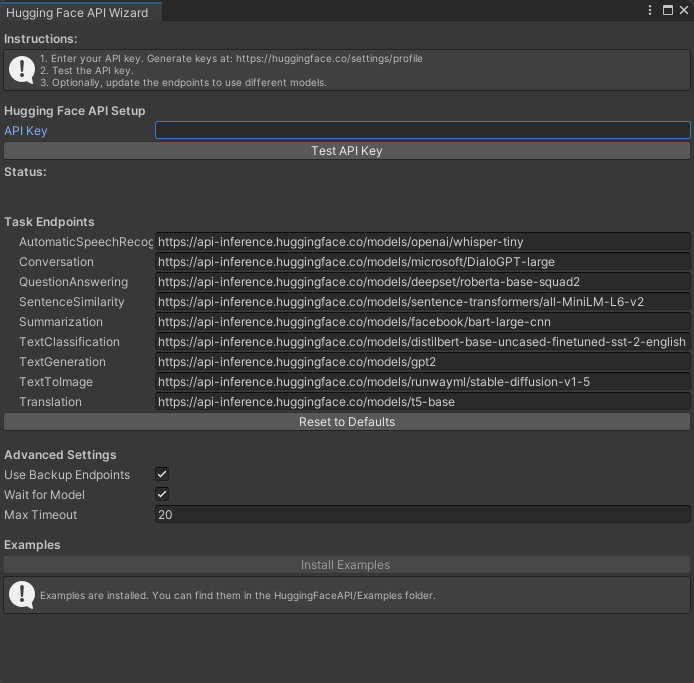 Hugging Face API Wizard
Instructions:
1. Enter your API key. Generate keys at: https://huggingface.co/settings/profile
2. Test the API key.
3. Optionally, update the endpoints to use different models.
Hugging Face API Setup
API Key
Test API Key
Status:
Task Endpoints
AutomaticSpeechRecog https://api-inference.huggingface.co/models/openai/whisper-tiny
Conversation https://api-inference.huggingface.co/models/microsoft/DialoGPT-large
QuestionAnswering https://api-inference.huggingface.co/models/deepset/roberta-base-squad2
SentenceSimilarity https://api-inference.huggingface.co/models/sentence-transformers/all-MiniLM-L6-v2
Summarization https://api-inference.huggingface.co/models/facebook/bart-large-cnn
TextClassification https://api-inference.huggingface.co/models/distilbert-base-uncased-finetuned-sst-2-english
TextGeneration https://api-inference.huggingface.co/models/gpt2
TextToImage https://api-inference.huggingface.co/models/runwayml/stable-diffusion-v1-5
Translation https://api-inference.huggingface.co/models/t5-base
Reset to Defaults
Advanced Settings
Use Backup Endpoints
Wait for Model
Max Timeout 20
Examples
Install Examples
Examples are installed. You can find them in the HuggingFaceAPI/Examples folder.